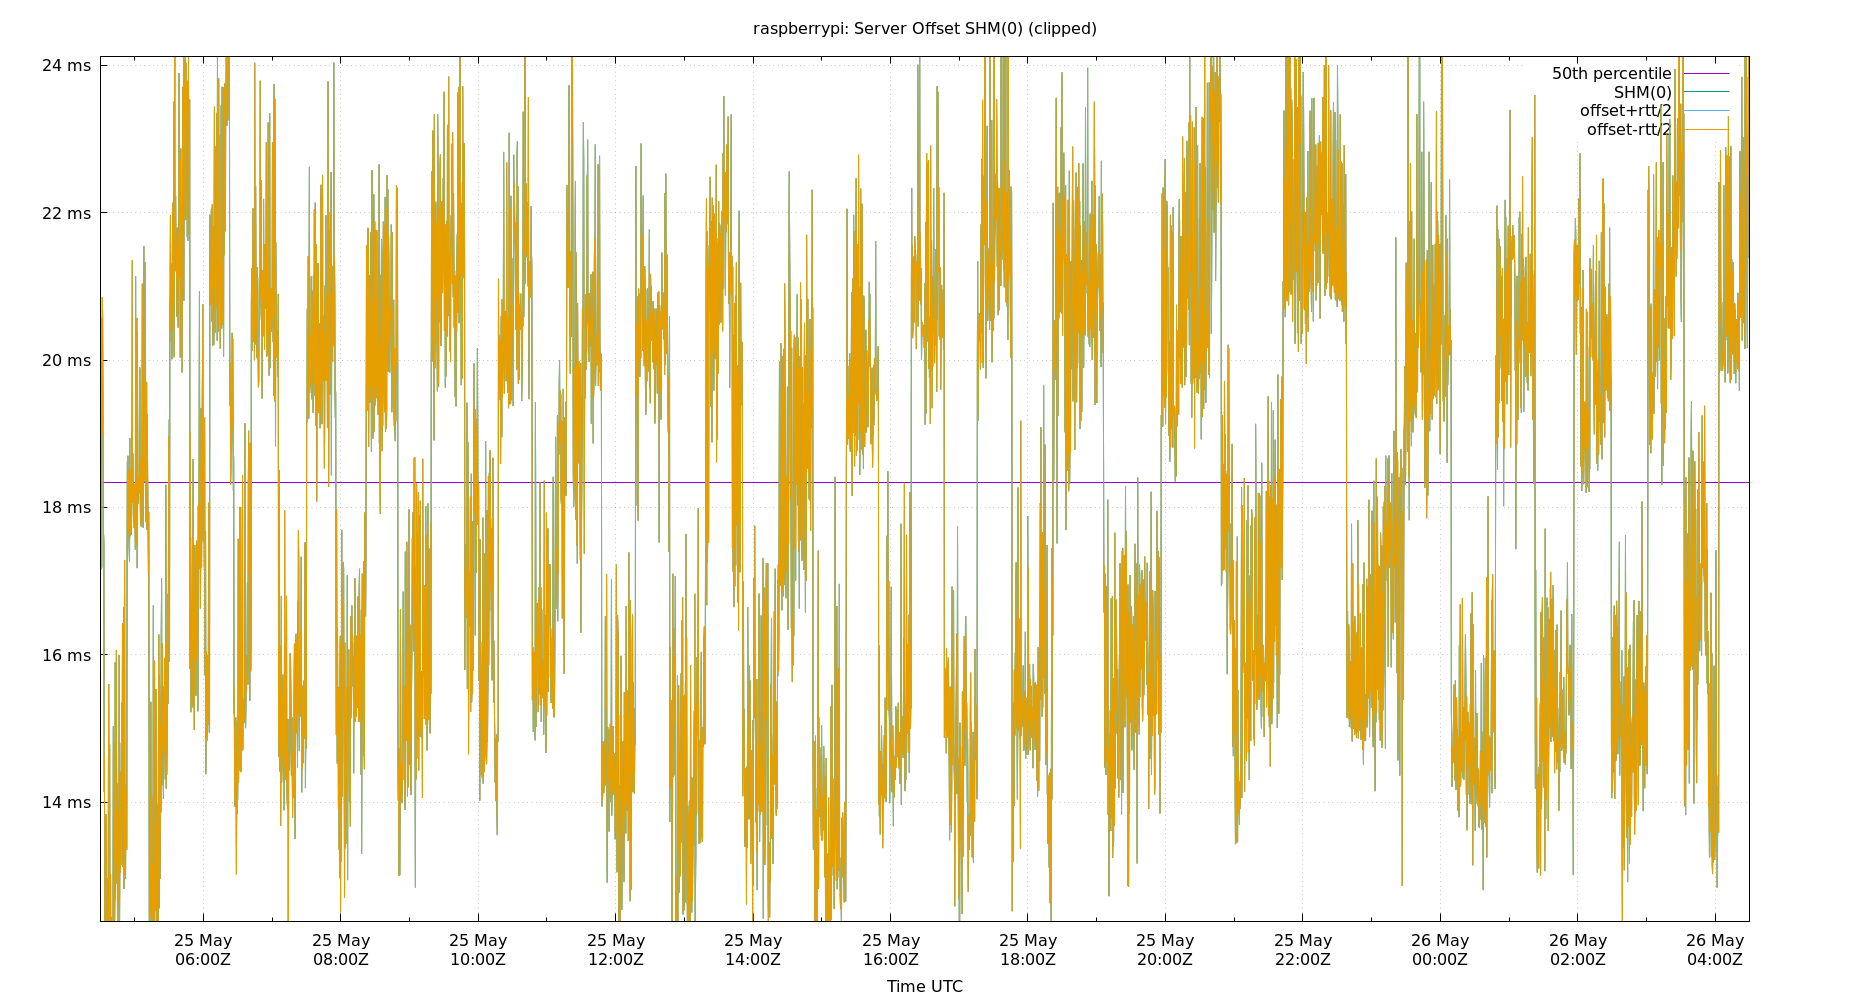 raspberrypi: Server Offset SHM(0) (clipped)
24 ms
22 ms
20 ms
18 ms
16 ms
14 ms
50th percentile
SHM(0)
offset+rtt/2
offset-rtt/2
25 May 25 May 25 May 25 May 25 May 25 May 25 May 25 May 25 May 26 May 26 May 26 May
06:00Z 08:00Z 10:00Z 12:00Z 14:00Z 16:00Z 18:00Z 20:00Z 22:00Z 00:00Z 02:00Z 04:00Z
Time UTC